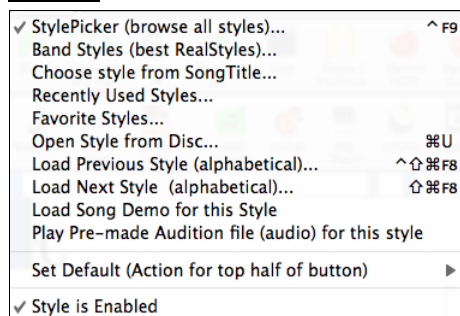 ✓ StylePicker (browse all styles)... ^ F9
Band Styles (best RealStyles)...
Choose style from SongTitle...
Recently Used Styles...
Favorite Styles...
Open Style from Disc... ⌘U
Load Previous Style (alphabetical)... ^⇧⌘F8
Load Next Style (alphabetical)... ⇧⌘F8
Load Song Demo for this Style
Play Pre-made Audition file (audio) for this style
Set Default (Action for top half of button) ▶
✓ Style is Enabled